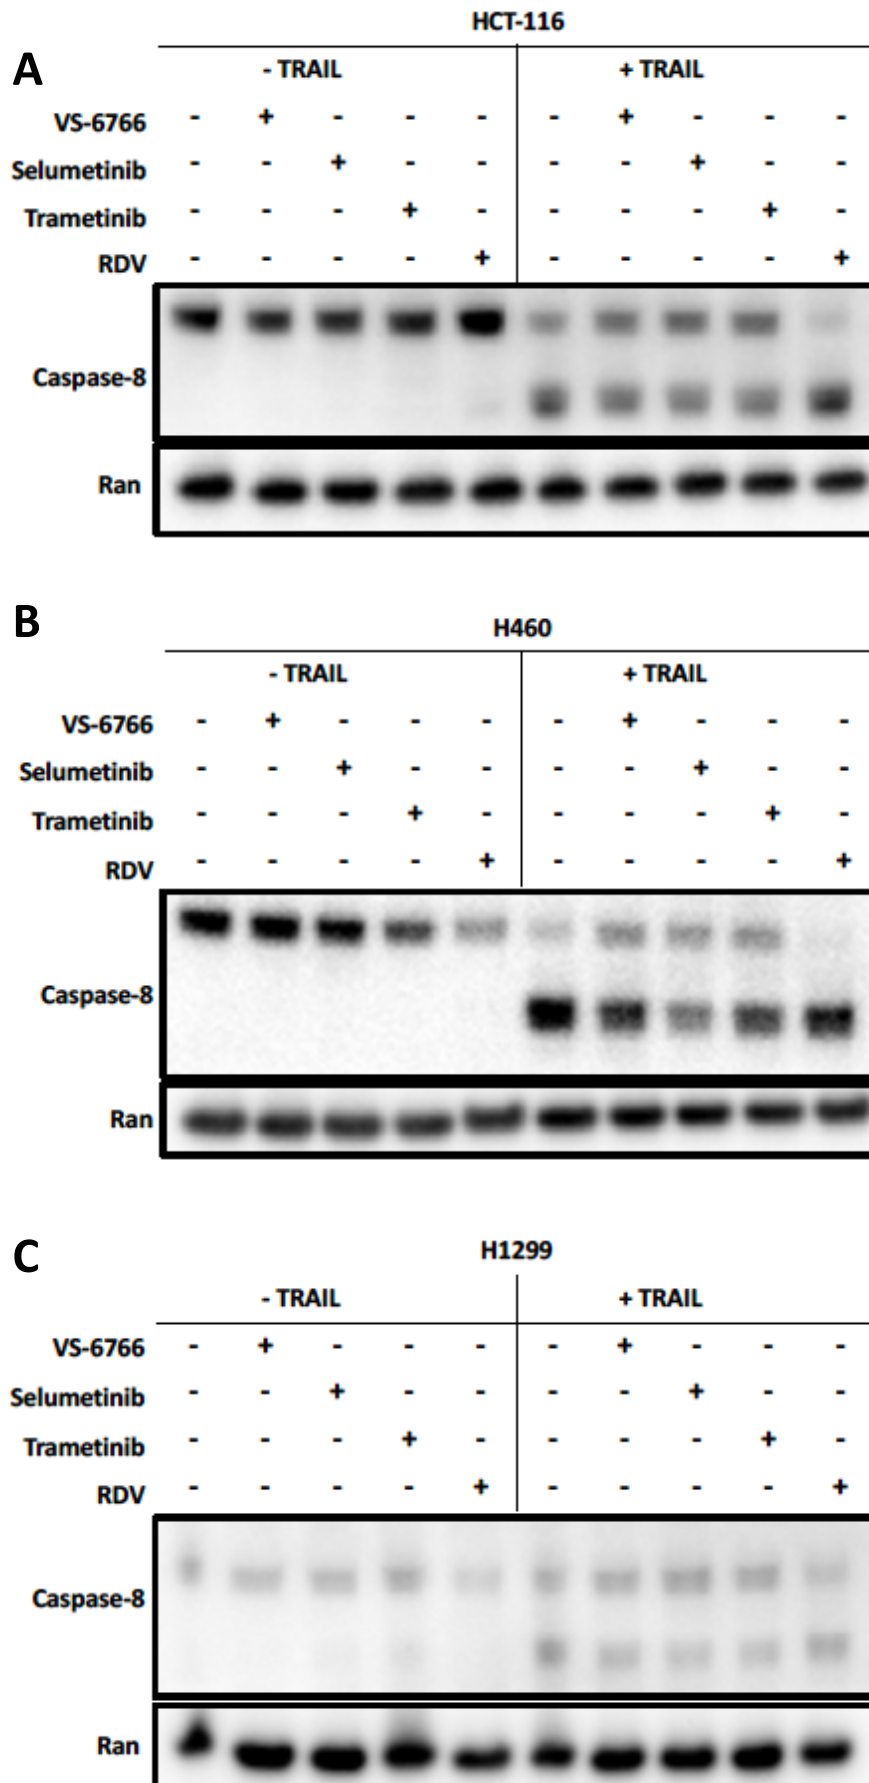 HCT-116
A
- TRAIL + TRAIL
VS-6766 - + - - - - + - - -
Selumetinib - - + - - - - + - -
Trametinib - - - + - - - - + -
RDV - - - - + - - - - +
Caspase-8
Ran
B
H460
- TRAIL + TRAIL
VS-6766 - + - - - - + - - -
Selumetinib - - + - - - - + - -
Trametinib - - - + - - - - + -
RDV - - - - + - - - - +
Caspase-8
Ran
C
H1299
- TRAIL + TRAIL
VS-6766 - + - - - - + - - -
Selumetinib - - + - - - - + - -
Trametinib - - - + - - - - + -
RDV - - - - + - - - - +
Caspase-8
Ran